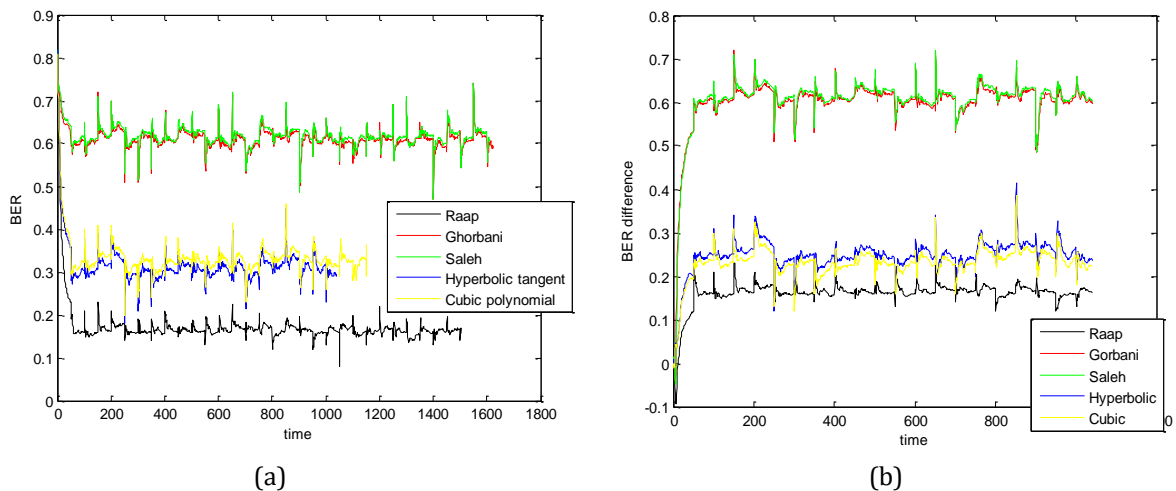 0.9
0.8
0.7
0.6
0.5
0.4
0.3
0.2
0.1
0
BER
0 200 400 600 800 1000 1200 1400 1600 1800
time
Raap
Ghorbani
Saleh
Hyperbolic tangent
Cubic polynomial
(a)
0.8
0.7
0.6
0.5
0.4
0.3
0.2
0.1
0
-0.1
BER difference
0 200 400 600 800
time
Raap
Gorbani
Saleh
Hyperbolic
Cubic
(b)